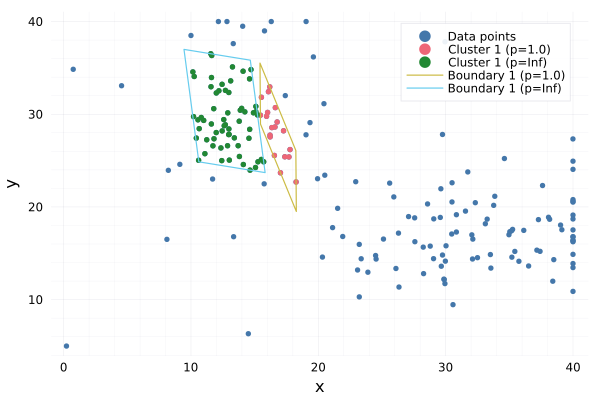 40
30
20
10
y
Data points
Cluster 1 (p=1.0)
Cluster 1 (p=Inf)
Boundary 1 (p=1.0)
Boundary 1 (p=Inf)
0 10 20 30 40
x